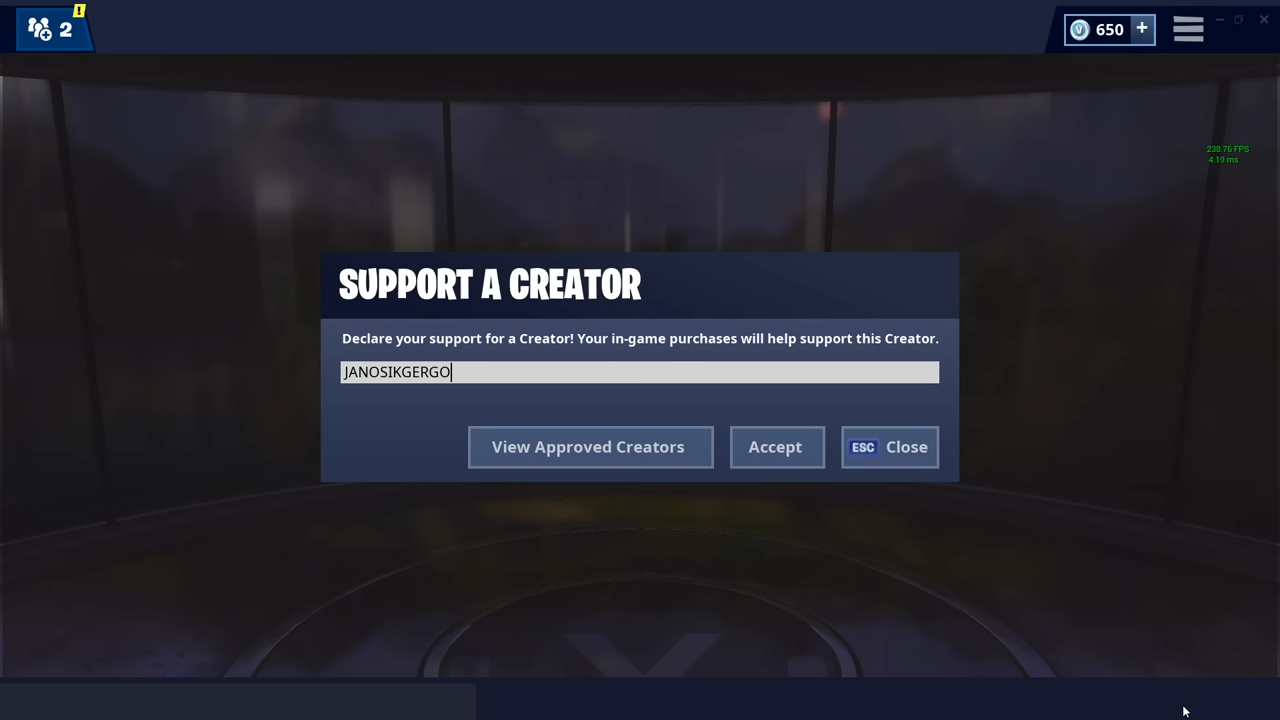 2
!
650 +
238.76 FPS
4.19 ms
SUPPORT A CREATOR
Declare your support for a Creator! Your in-game purchases will help support this Creator.
JANOSIKGERGO
View Approved Creators
Accept
ESC Close